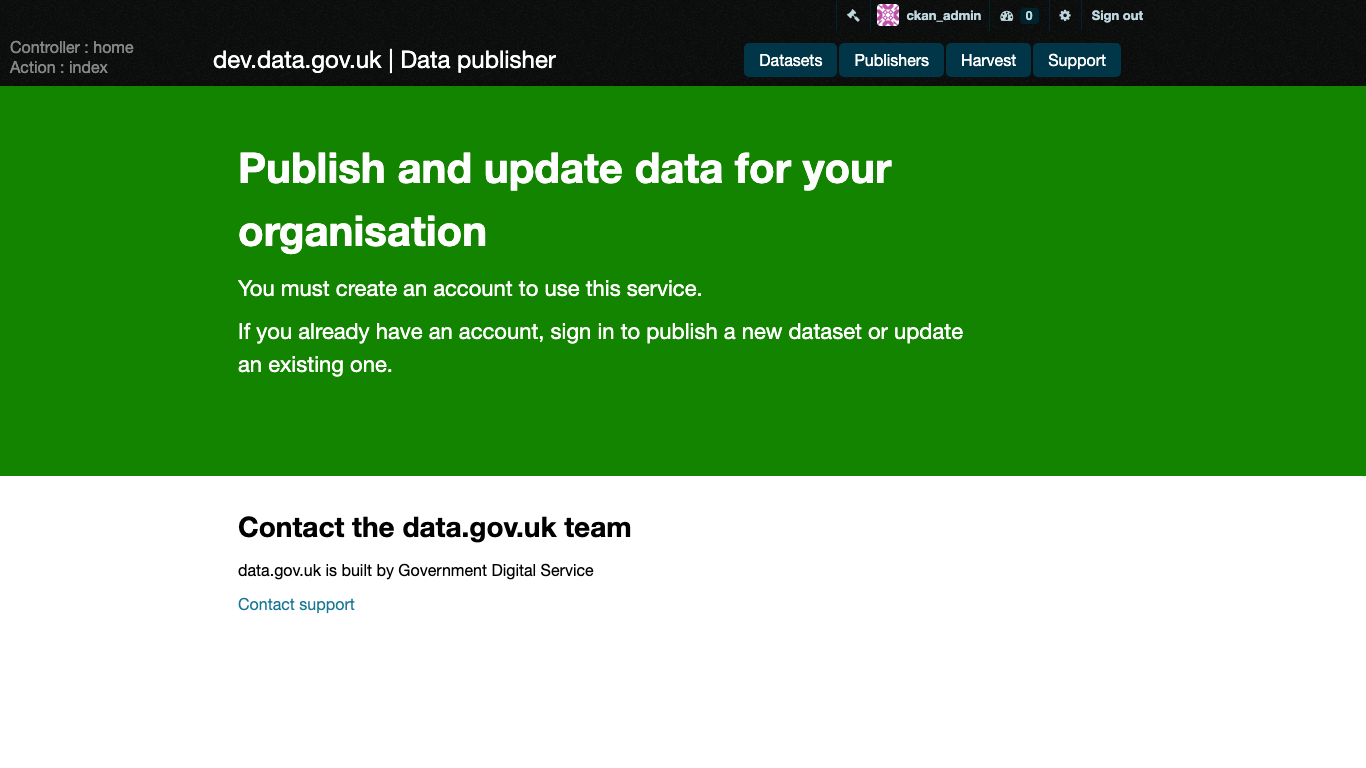 ckan_admin 0 Sign out
Controller : home
Action : index
dev.data.gov.uk | Data publisher
Datasets Publishers Harvest Support
Publish and update data for your
organisation
You must create an account to use this service.
If you already have an account, sign in to publish a new dataset or update
an existing one.
Contact the data.gov.uk team
data.gov.uk is built by Government Digital Service
Contact support